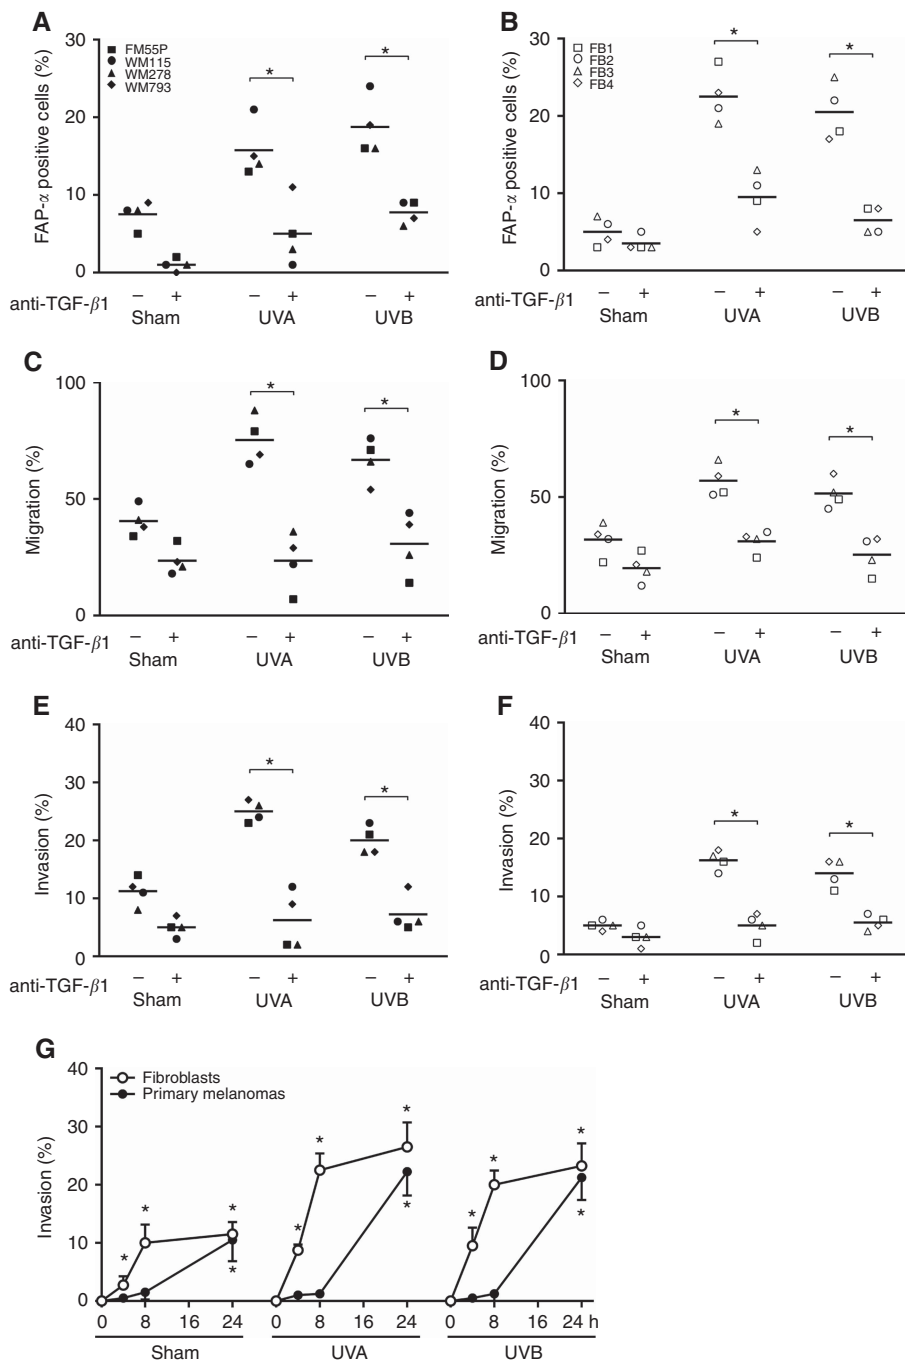 A
FAP-α positive cells (%)
30
20
10
0
FM55P
WM115
WM278
WM793
*
*
anti-TGF-β1
– + – + – +
Sham UVA UVB
B
FAP-α positive cells (%)
30
20
10
0
FB1
FB2
FB3
FB4
*
*
anti-TGF-β1
– + – + – +
Sham UVA UVB
C
Migration (%)
100
50
0
*
*
anti-TGF-β1
– + – + – +
Sham UVA UVB
D
Migration (%)
100
50
0
*
*
anti-TGF-β1
– + – + – +
Sham UVA UVB
E
Invasion (%)
40
30
20
10
0
*
*
anti-TGF-β1
– + – + – +
Sham UVA UVB
F
Invasion (%)
40
30
20
10
0
*
*
anti-TGF-β1
– + – + – +
Sham UVA UVB
G
Invasion (%)
40
30
20
10
0
Fibroblasts
Primary melanomas
* * * *
* * * *
* * * *
0 8 16 24 0 8 16 24 0 8 16 24 h
Sham UVA UVB